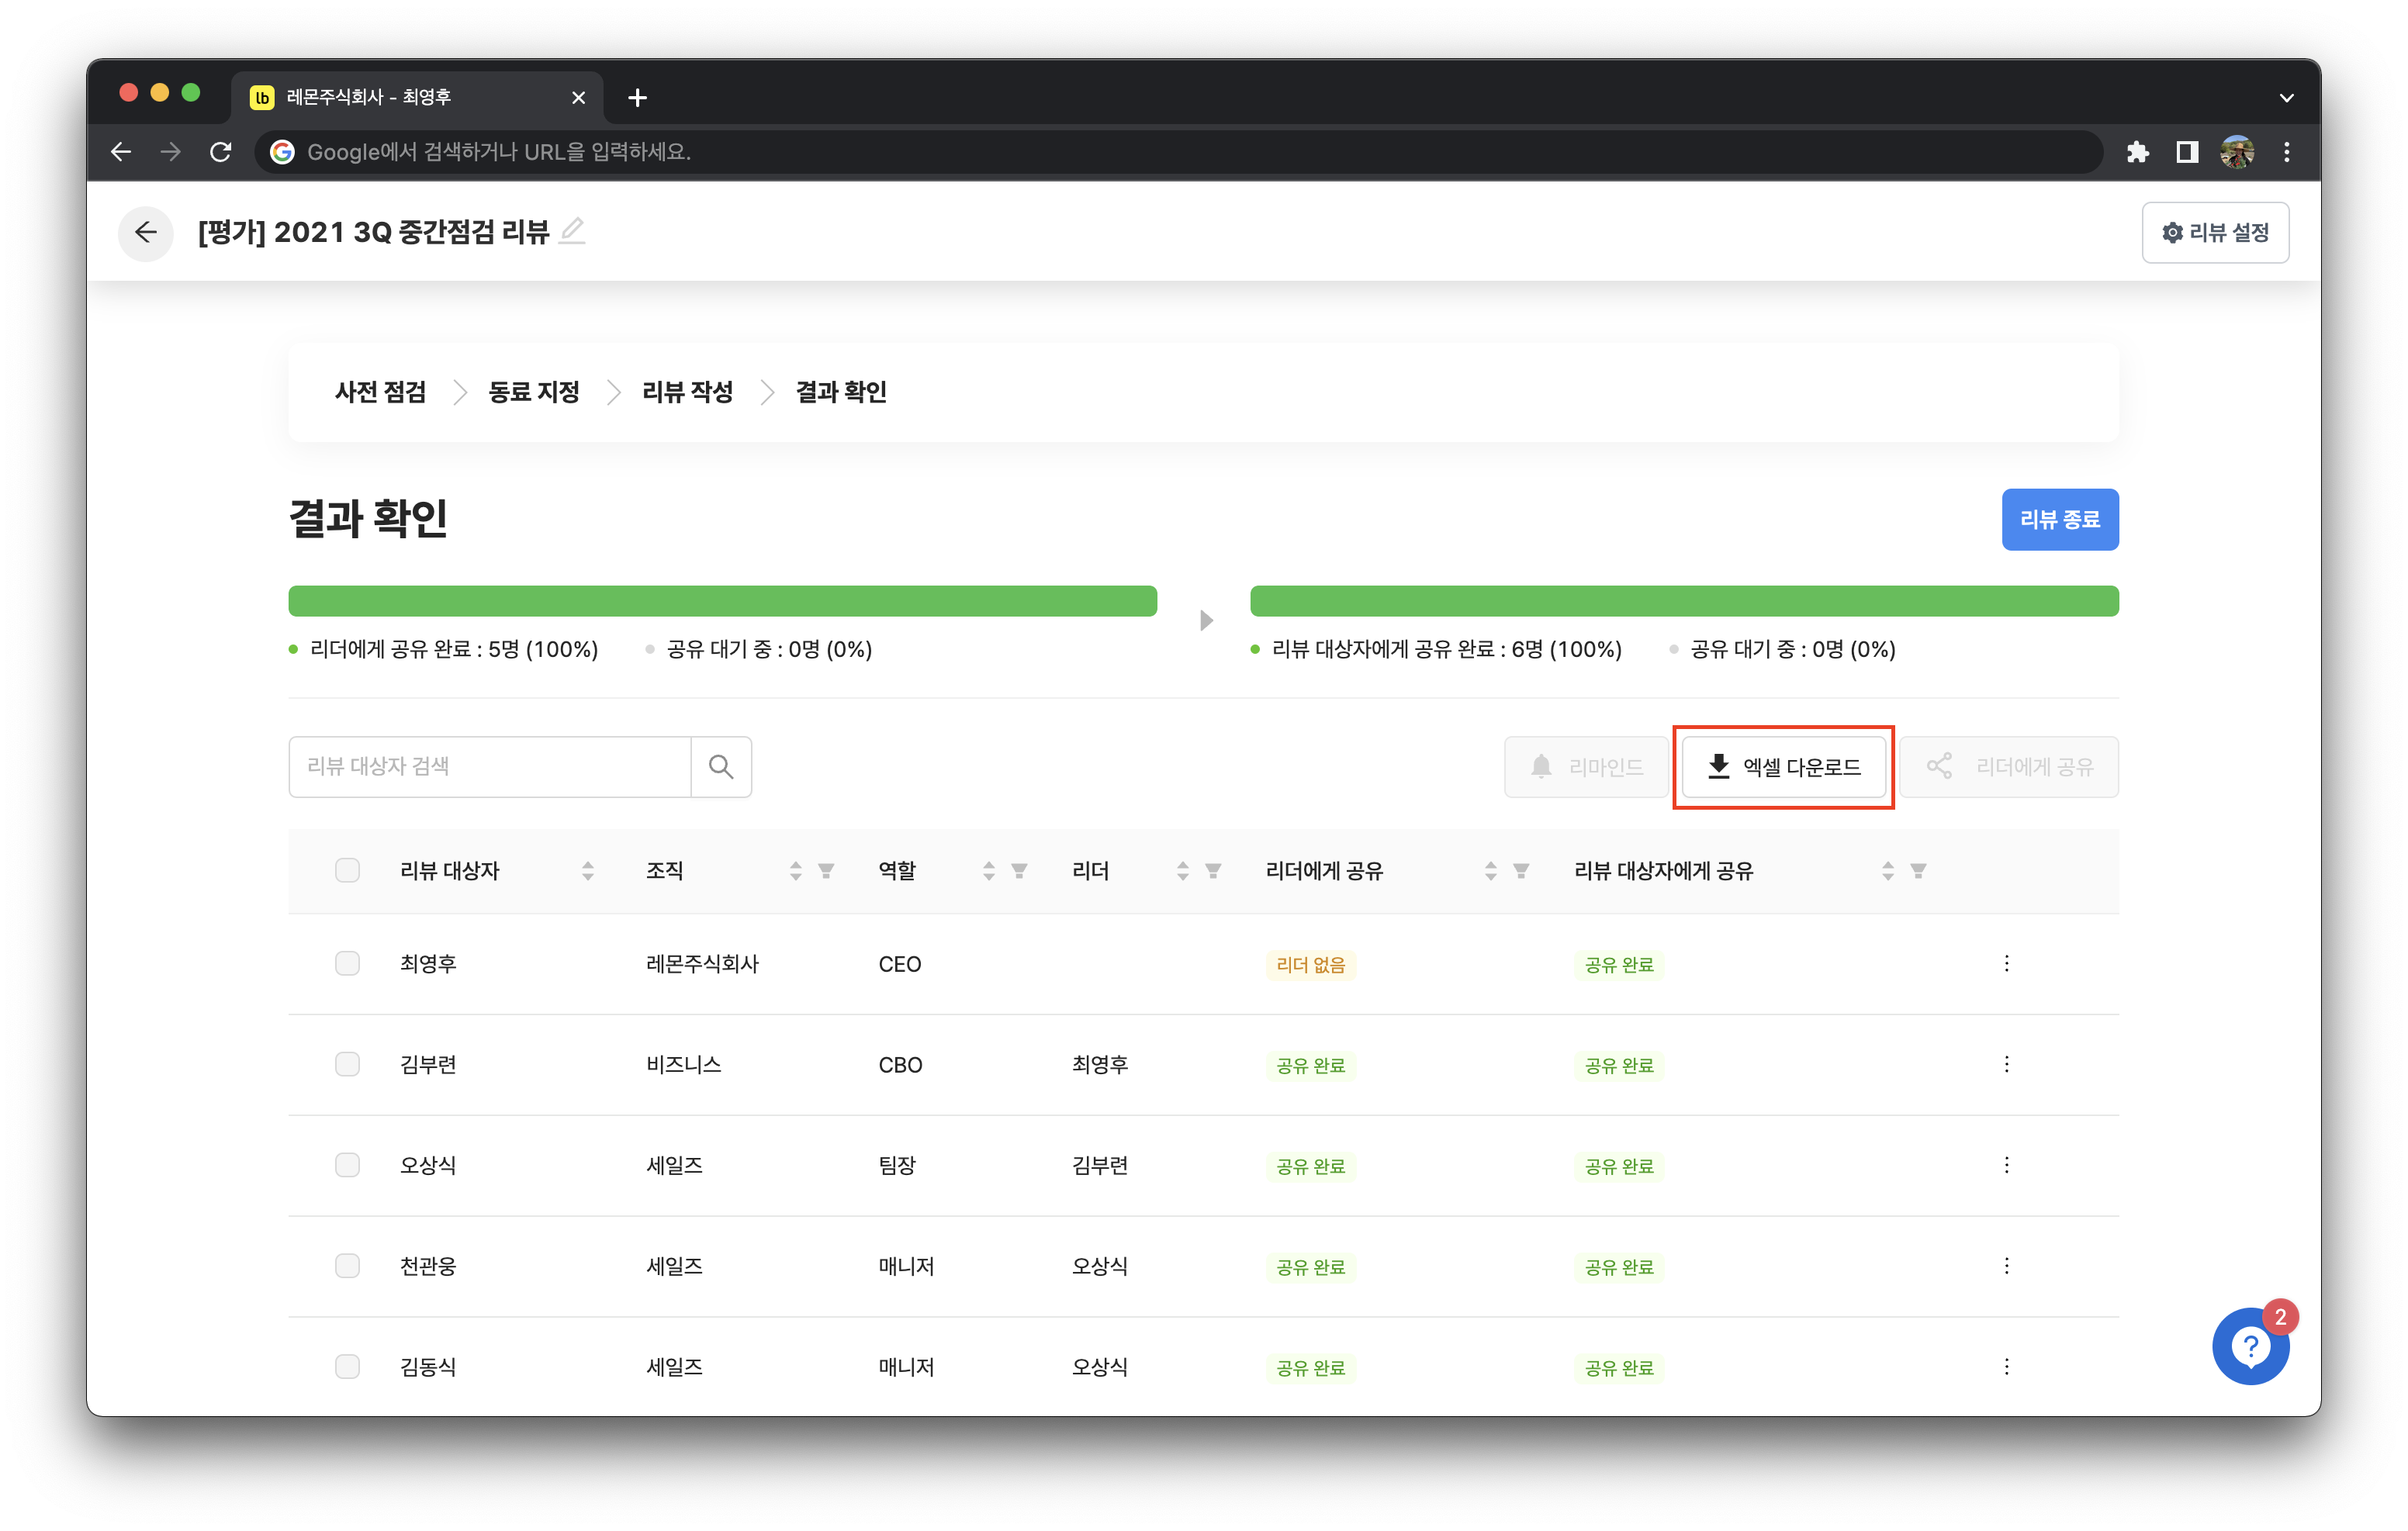 lb 레몬주식회사 - 최영후
Google에서 검색하거나 URL을 입력하세요.
[평가] 2021 3Q 중간점검 리뷰
리뷰 설정
사전 점검 동료 지정 리뷰 작성 결과 확인
결과 확인
리뷰 종료
리더에게 공유 완료 : 5명 (100%) 공유 대기 중 : 0명 (0%) 리뷰 대상자에게 공유 완료 : 6명 (100%) 공유 대기 중 : 0명 (0%)
리뷰 대상자 검색 리마인드 엑셀 다운로드 리더에게 공유
리뷰 대상자 조직 역할 리더 리더에게 공유 리뷰 대상자에게 공유
최영후 레몬주식회사 CEO 리더 없음 공유 완료
김부련 비즈니스 CBO 최영후 공유 완료 공유 완료
오상식 세일즈 팀장 김부련 공유 완료 공유 완료
천관웅 세일즈 매니저 오상식 공유 완료 공유 완료
2
김동식 세일즈 매니저 오상식 공유 완료 공유 완료